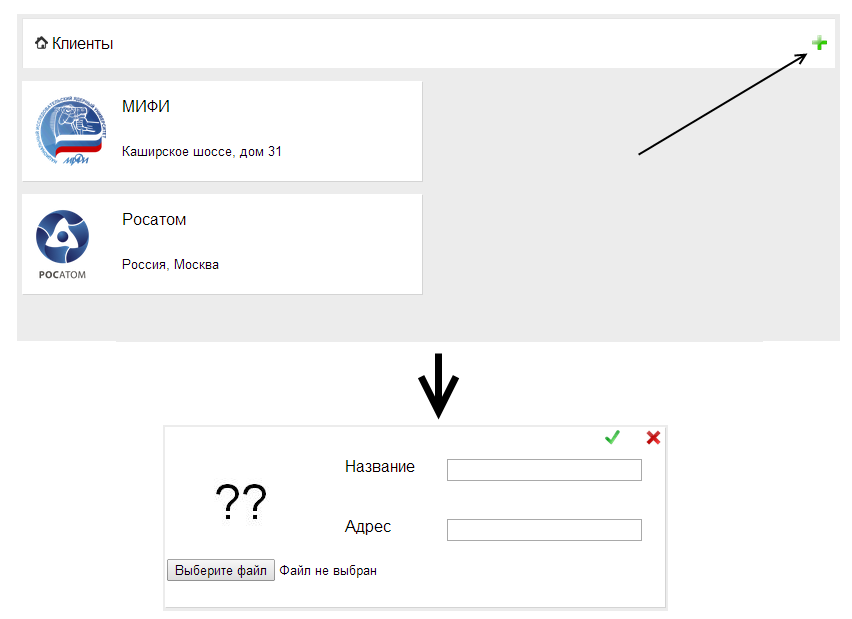 Клиенты
МИФИ
Каширское шоссе, дом 31
Росатом
РОСАТОМ
Россия, Москва
Название
??
Адрес
Выберите файл Файл не выбран